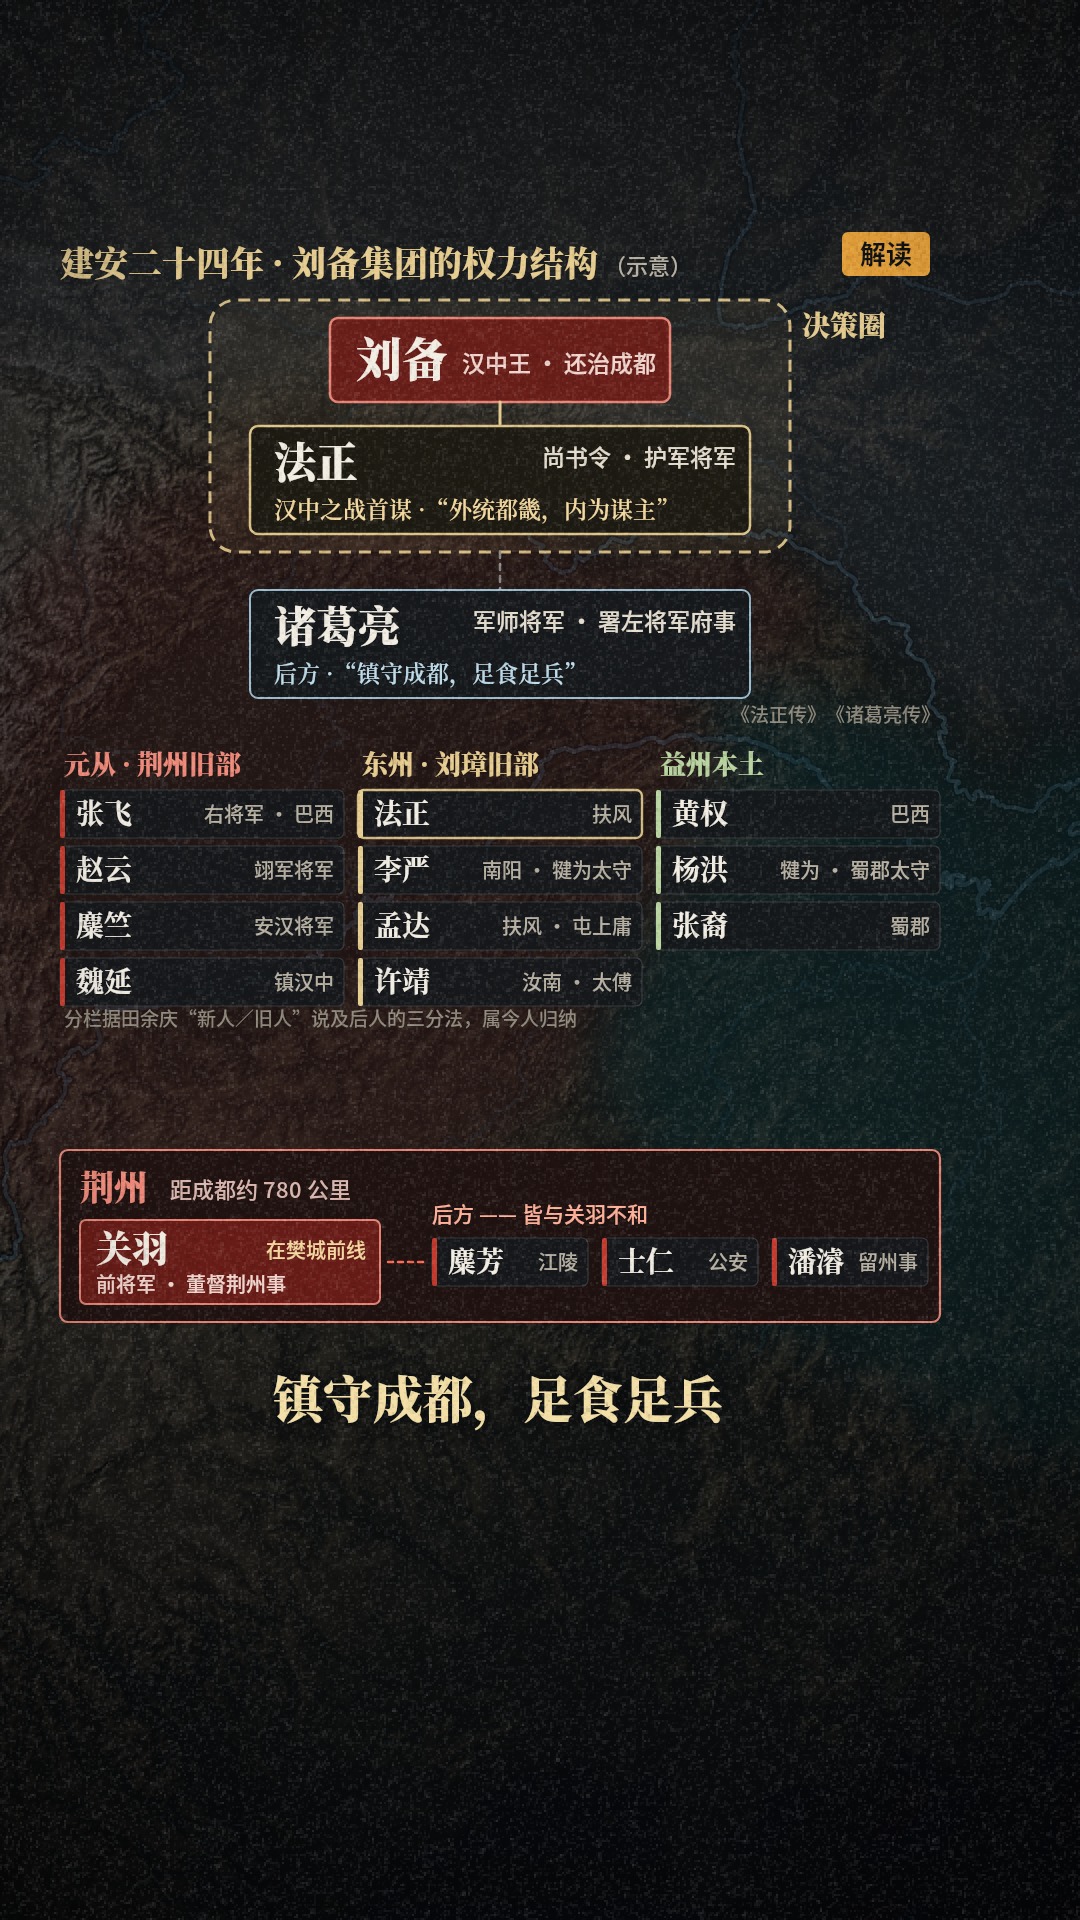 建安二十四年·刘备集团的权力结构（示意）
解读
决策圈
刘备 汉中王 · 还治成都
法正 尚书令 · 护军将军
汉中之战首谋·“外统都畿，内为谋主”
诸葛亮 军师将军 · 署左将军府事
后方·“镇守成都，足食足兵”
《法正传》《诸葛亮传》
元从·荆州旧部
张飞 右将军 · 巴西
赵云 翊军将军
麋竺 安汉将军
魏延 镇汉中
东州·刘璋旧部
法正 扶风
李严 南阳 · 犍为太守
孟达 扶风 · 屯上庸
许靖 汝南 · 太傅
益州本土
黄权 巴西
杨洪 犍为 · 蜀郡太守
张裔 蜀郡
分栏据田余庆“新人／旧人”说及后人的三分法，属今人归纳
荆州 距成都约 780 公里
关羽 在樊城前线
前将军 · 董督荆州事
后方 —— 皆与关羽不和
麋芳 江陵
士仁 公安
潘濬 留州事
镇守成都，足食足兵